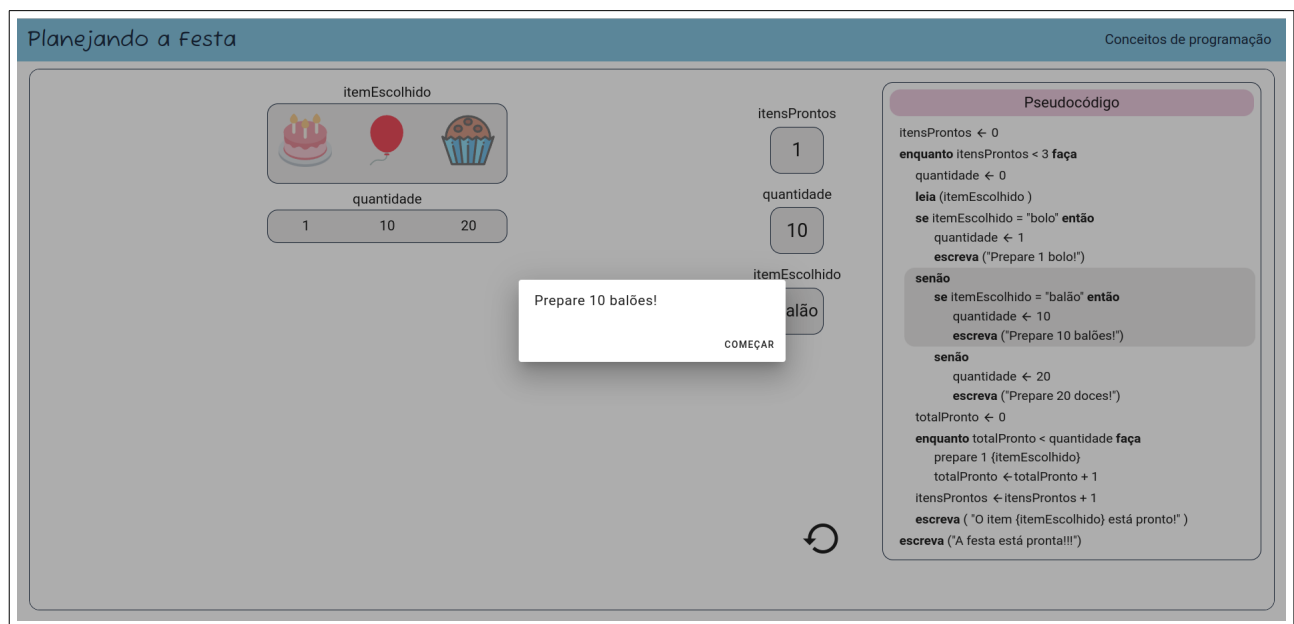 Planejando a Festa
Conceitos de programação
itemEscolhido
quantidade
1 10 20
itensProntos
1
quantidade
10
itemEscolhido
alão
Prepare 10 balões!
COMEÇAR
Pseudocódigo
itensProntos ← 0
enquanto itensProntos < 3 faça
quantidade ← 0
leia (itemEscolhido )
se itemEscolhido = "bolo" então
quantidade ← 1
escreva ("Prepare 1 bolo!")
senão
se itemEscolhido = "balão" então
quantidade ← 10
escreva ("Prepare 10 balões!")
senão
quantidade ← 20
escreva ("Prepare 20 doces!")
totalPronto ← 0
enquanto totalPronto < quantidade faça
prepare 1 {itemEscolhido}
totalPronto ←totalPronto + 1
itensProntos ←itensProntos + 1
escreva ( "O item {itemEscolhido} está pronto!" )
escreva ("A festa está pronta!!!")